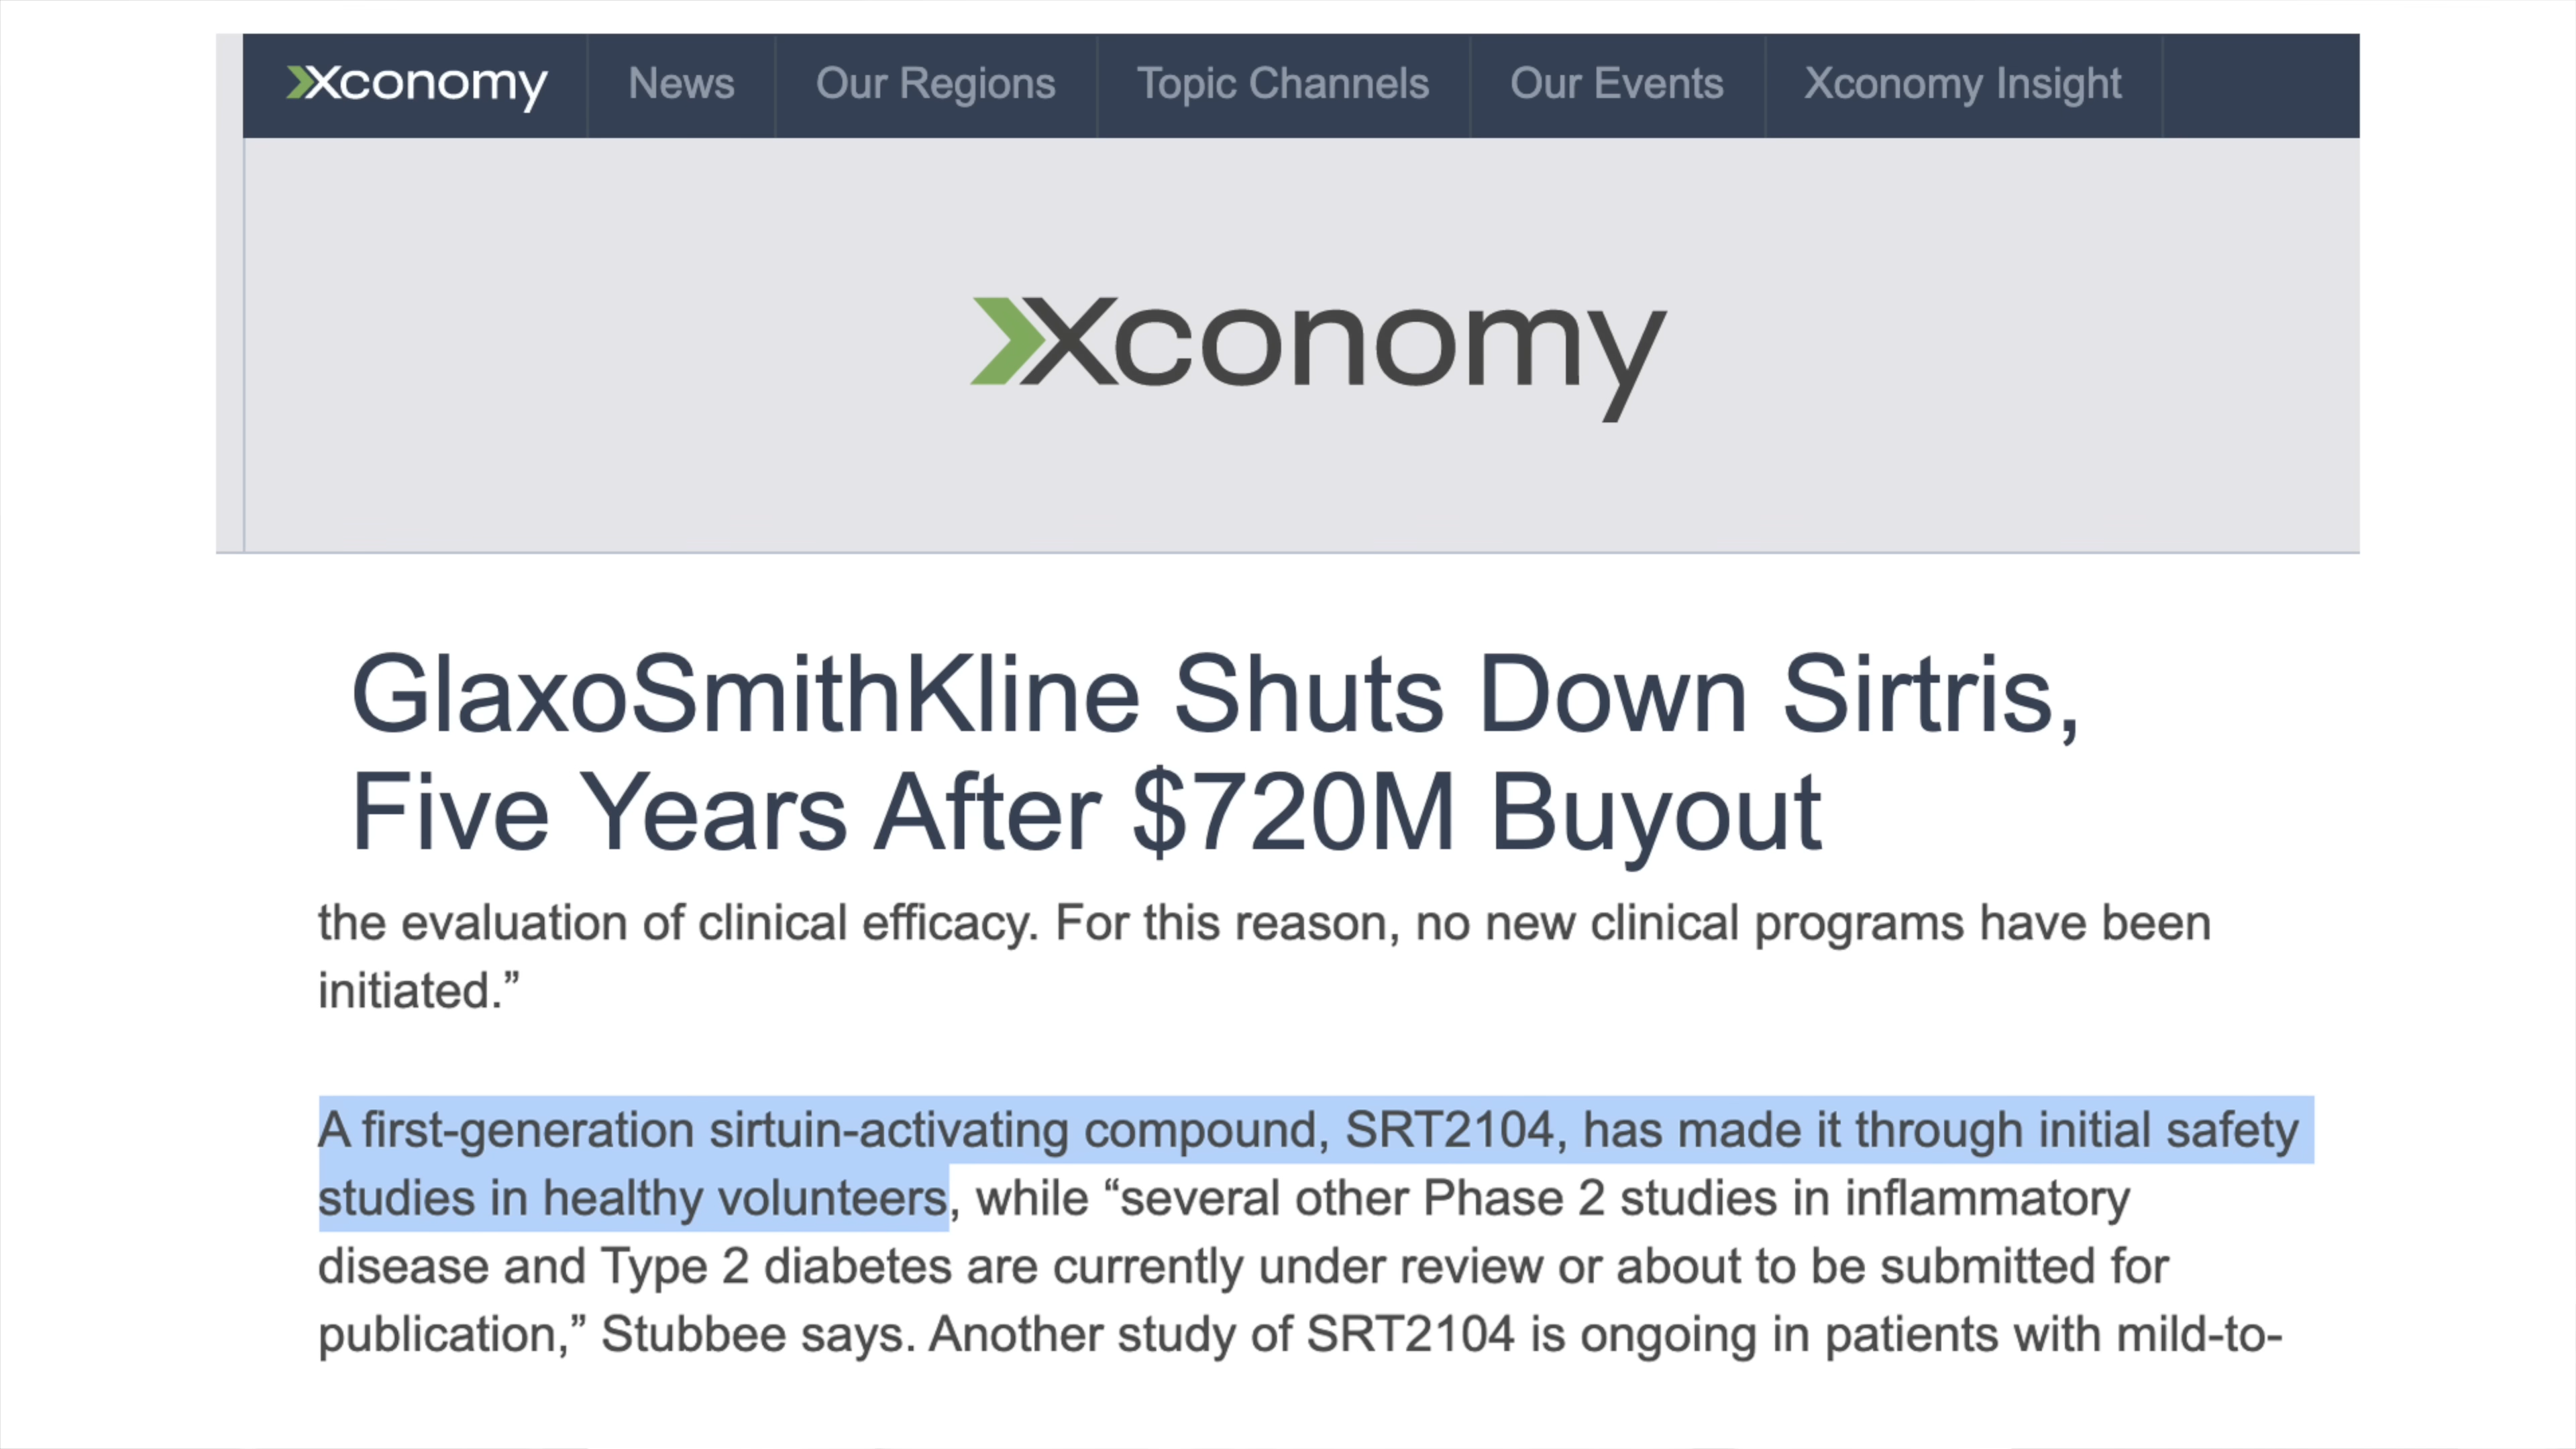 Xconomy News Our Regions Topic Channels Our Events Xconomy Insight
Xconomy
GlaxoSmithKline Shuts Down Sirtris,
Five Years After $720M Buyout
the evaluation of clinical efficacy. For this reason, no new clinical programs have been
initiated.”
A first-generation sirtuin-activating compound, SRT2104, has made it through initial safety
studies in healthy volunteers, while “several other Phase 2 studies in inflammatory
disease and Type 2 diabetes are currently under review or about to be submitted for
publication,” Stubbee says. Another study of SRT2104 is ongoing in patients with mild-to-